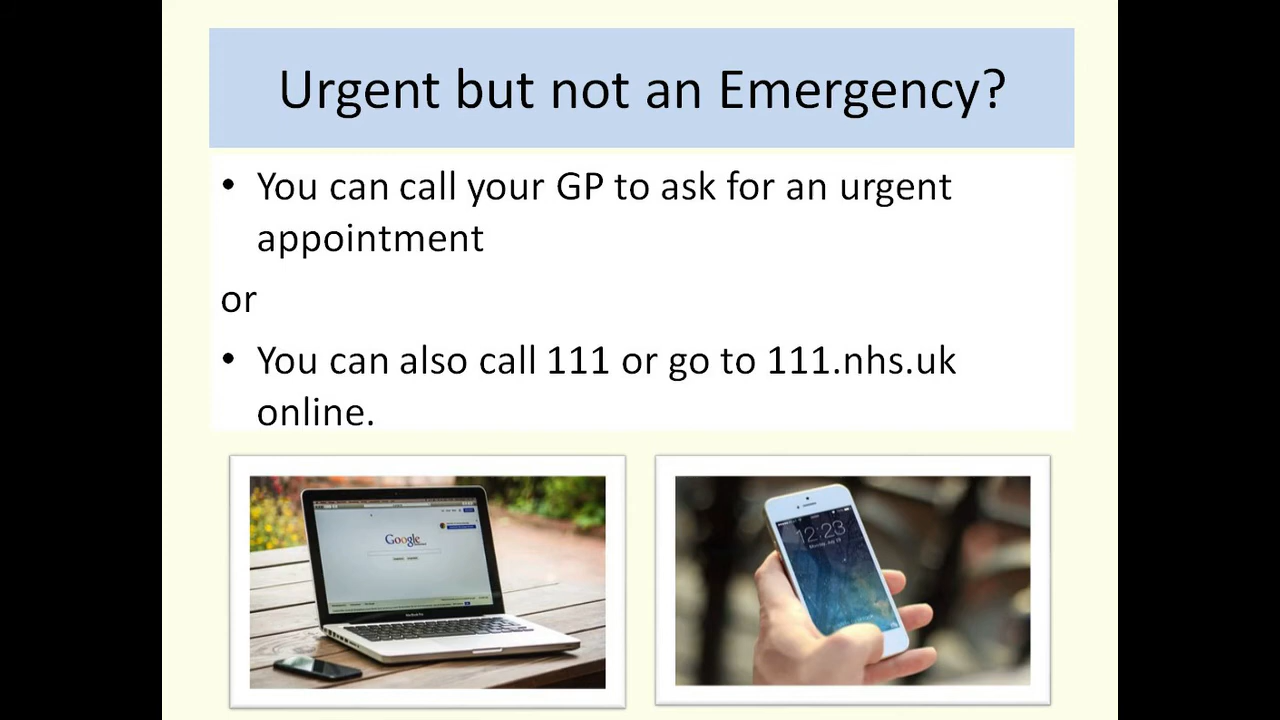 Urgent but not an Emergency?
• You can call your GP to ask for an urgent
appointment
or
• You can also call 111 or go to 111.nhs.uk
online.
Google
12:23